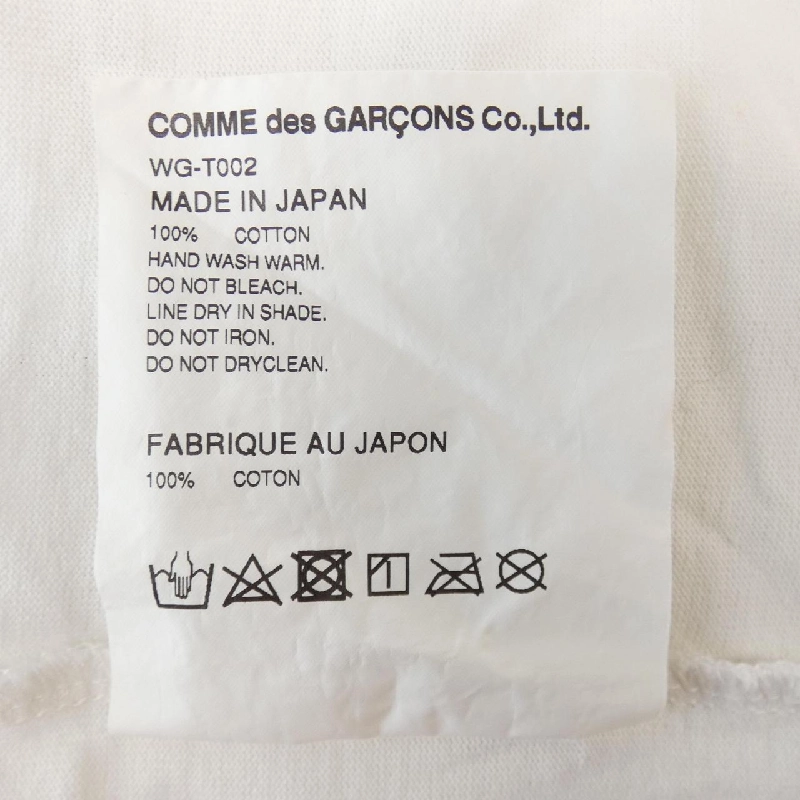 COMME des GARÇONS Co.,Ltd.
WG-T002
MADE IN JAPAN
100% COTTON
HAND WASH WARM.
DO NOT BLEACH.
LINE DRY IN SHADE.
DO NOT IRON.
DO NOT DRYCLEAN.
FABRIQUE AU JAPON
100% COTON